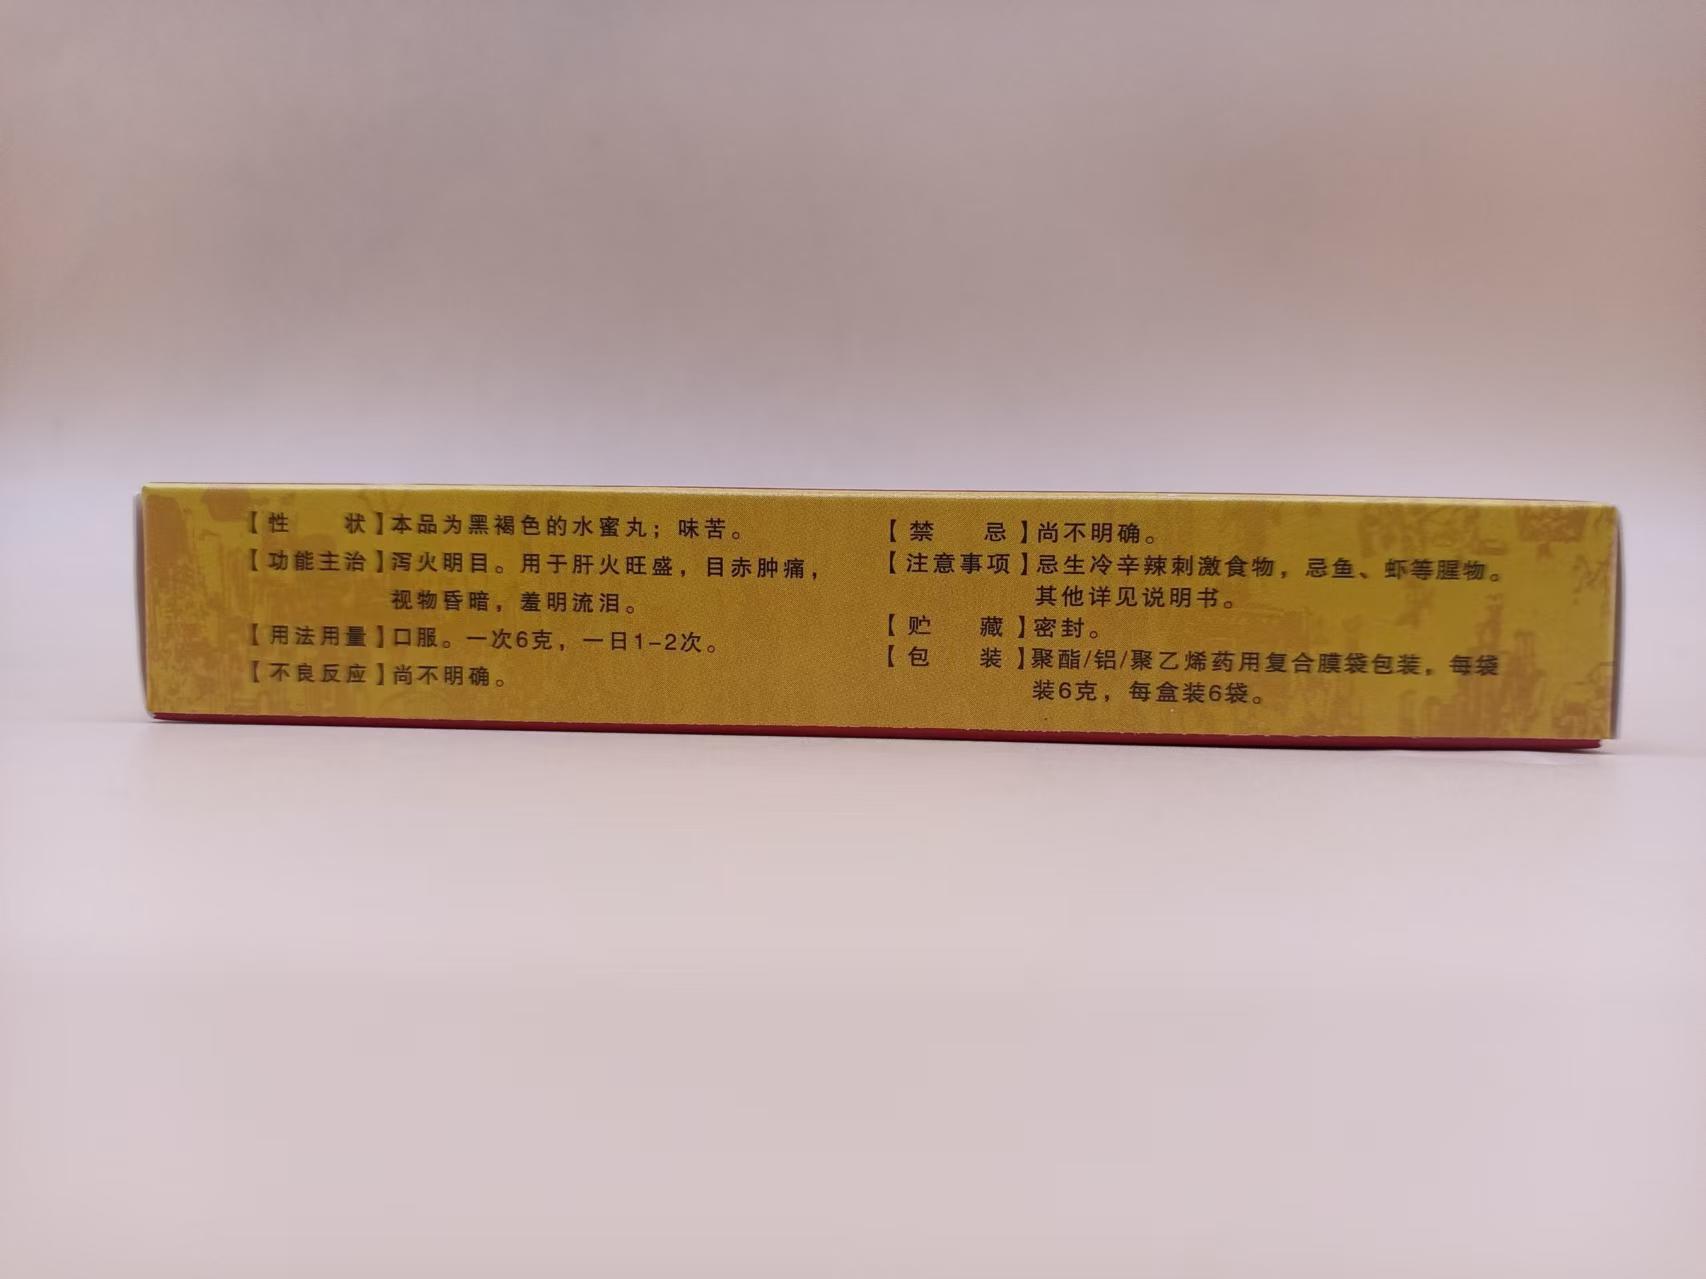 【性　　状】本品为黑褐色的水蜜丸；味苦。
【功能主治】泻火明目。用于肝火旺盛，目赤肿痛，
视物昏暗，羞明流泪。
【用法用量】口服。一次6克，一日1-2次。
【不良反应】尚不明确。
【禁　　忌】尚不明确。
【注意事项】忌生冷辛辣刺激食物，忌鱼、虾等腥物。
其他详见说明书。
【贮　　藏】密封。
【包　　装】聚酯/铝/聚乙烯药用复合膜袋包装，每袋
装6克，每盒装6袋。